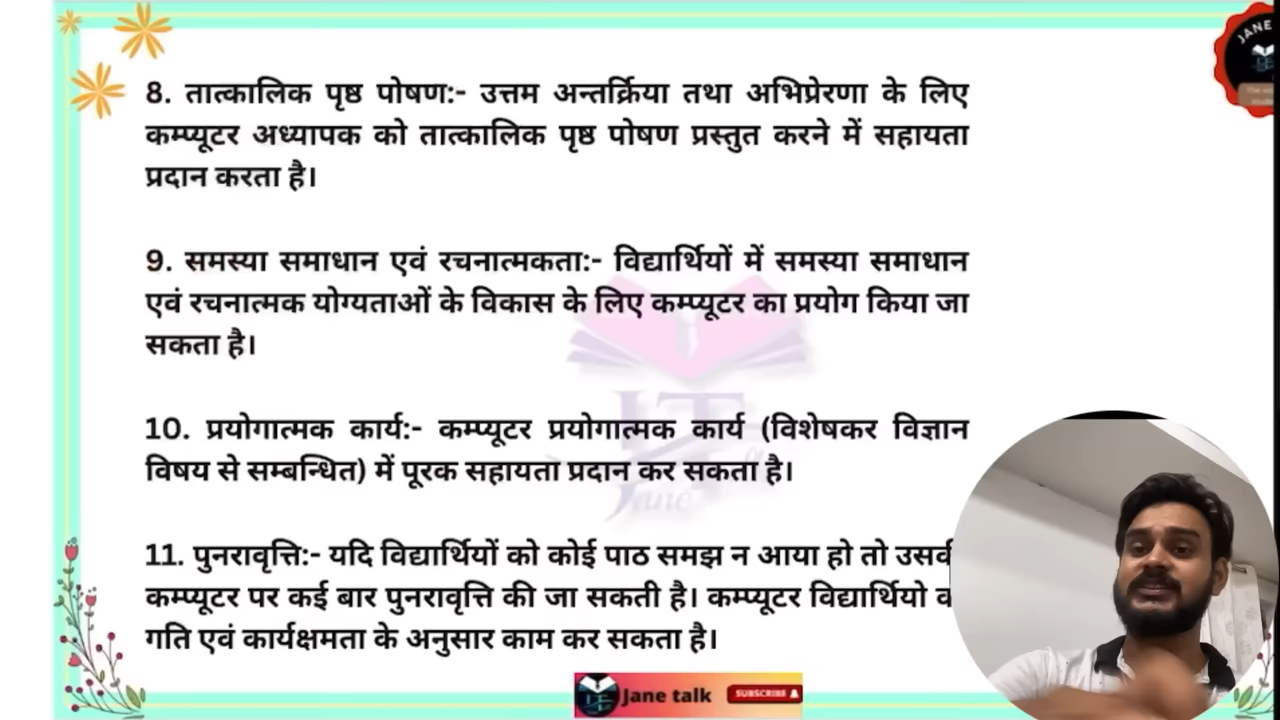 8. तात्कालिक पृष्ठ पोषण:- उत्तम अन्तर्क्रिया तथा अभिप्रेरणा के लिए
कम्प्यूटर अध्यापक को तात्कालिक पृष्ठ पोषण प्रस्तुत करने में सहायता
प्रदान करता है।
9. समस्या समाधान एवं रचनात्मकता:- विद्यार्थियों में समस्या समाधान
एवं रचनात्मक योग्यताओं के विकास के लिए कम्प्यूटर का प्रयोग किया जा
सकता है।
10. प्रयोगात्मक कार्य:- कम्प्यूटर प्रयोगात्मक कार्य (विशेषकर विज्ञान
विषय से सम्बन्धित) में पूरक सहायता प्रदान कर सकता है।
11. पुनरावृत्ति:- यदि विद्यार्थियों को कोई पाठ समझ न आया हो तो
कम्प्यूटर पर कई बार पुनरावृत्ति की जा सकती है। कम्प्यूटर विद्यार्थियो
गति एवं कार्यक्षमता के अनुसार काम कर सकता है।
JANE
JT
Jane
Jane talk
SUBSCRIBE